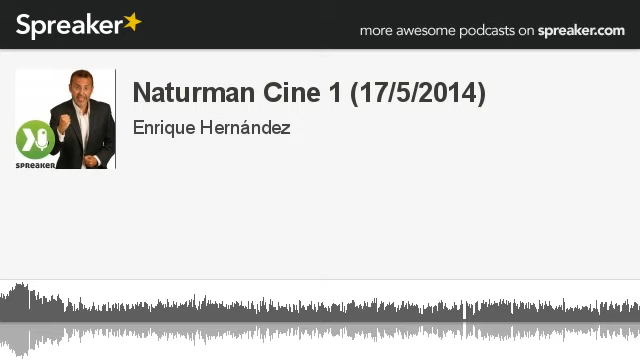 Spreaker
more awesome podcasts on spreaker.com
Naturman Cine 1 (17/5/2014)
Enrique Hernández
SPREAKER